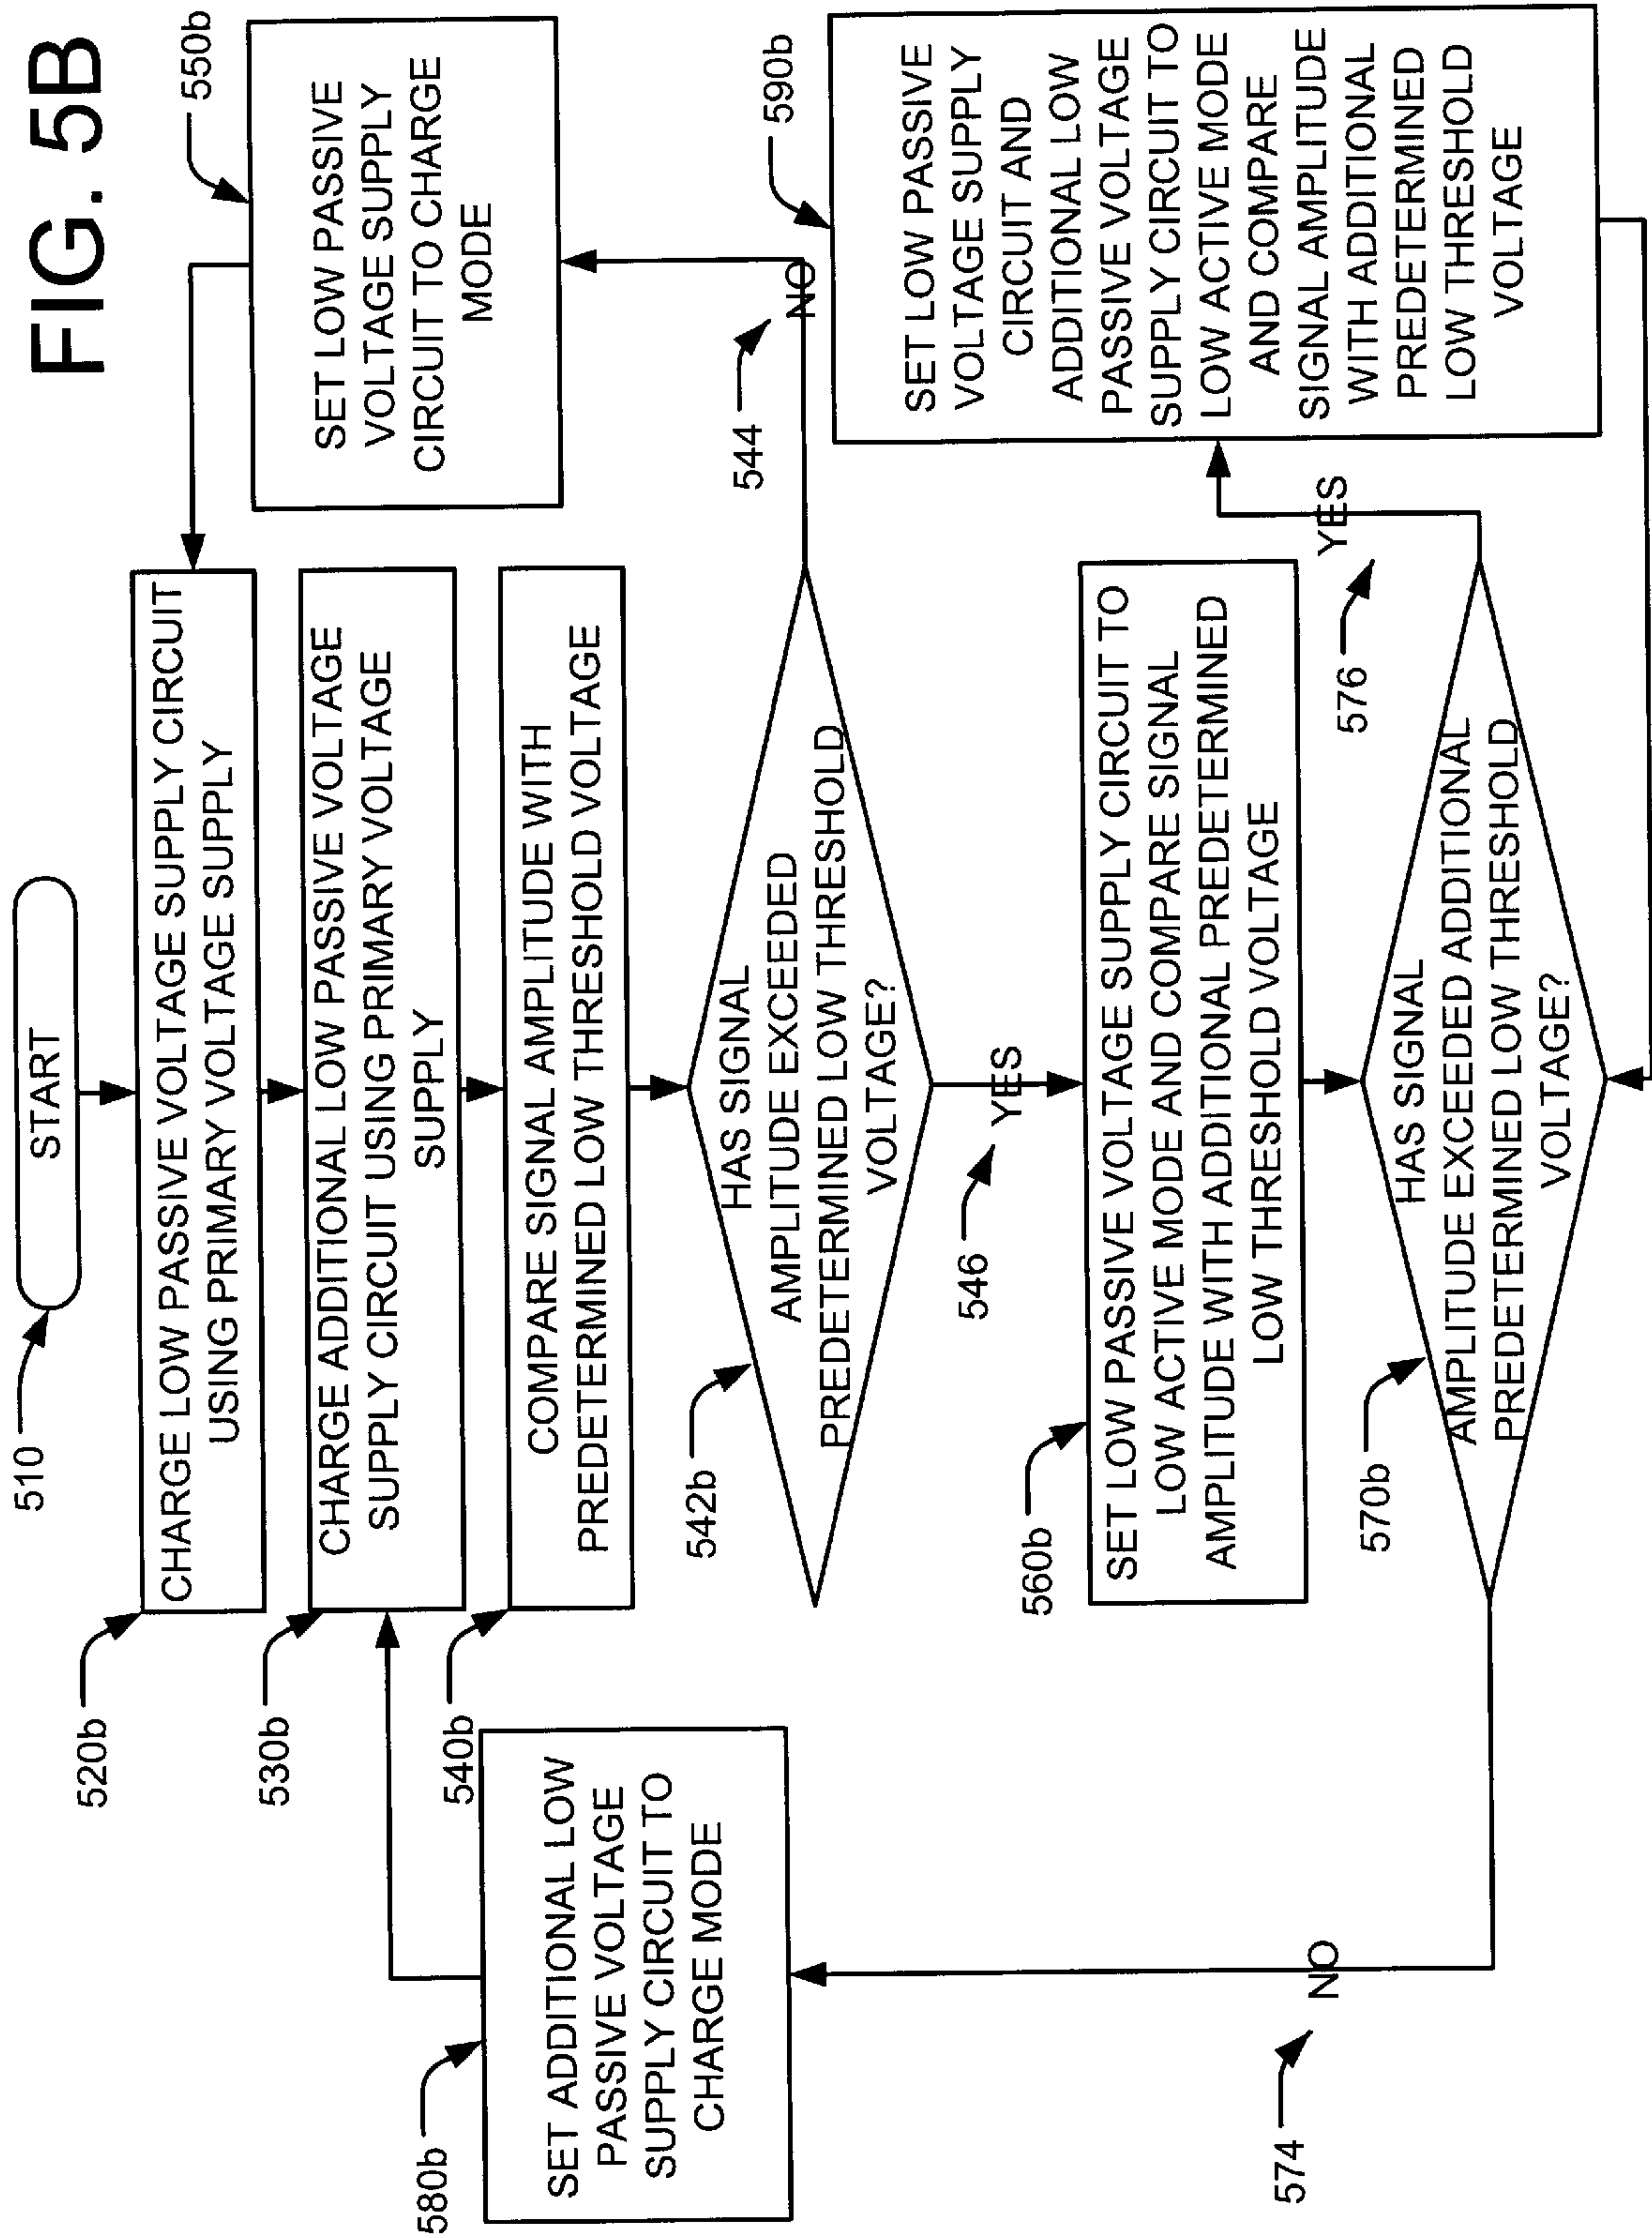 FIG. 5B
510
START
520b
CHARGE LOW PASSIVE VOLTAGE SUPPLY CIRCUIT
USING PRIMARY VOLTAGE SUPPLY
530b
CHARGE ADDITIONAL LOW PASSIVE VOLTAGE
SUPPLY CIRCUIT USING PRIMARY VOLTAGE
SUPPLY
540b
COMPARE SIGNAL AMPLITUDE WITH
PREDETERMINED LOW THRESHOLD VOLTAGE
550b
SET LOW PASSIVE
VOLTAGE SUPPLY
CIRCUIT TO CHARGE
MODE
542b
HAS SIGNAL
AMPLITUDE EXCEEDED
PREDETERMINED LOW THRESHOLD
VOLTAGE?
544
NO
546
YES
560b
SET LOW PASSIVE VOLTAGE SUPPLY CIRCUIT TO
LOW ACTIVE MODE AND COMPARE SIGNAL
AMPLITUDE WITH ADDITIONAL PREDETERMINED
LOW THRESHOLD VOLTAGE
570b
HAS SIGNAL
AMPLITUDE EXCEEDED ADDITIONAL
PREDETERMINED LOW THRESHOLD
VOLTAGE?
574
NO
576
YES
580b
SET ADDITIONAL LOW
PASSIVE VOLTAGE
SUPPLY CIRCUIT TO
CHARGE MODE
590b
SET LOW PASSIVE
VOLTAGE SUPPLY
CIRCUIT AND
ADDITIONAL LOW
PASSIVE VOLTAGE
SUPPLY CIRCUIT TO
LOW ACTIVE MODE
AND COMPARE
SIGNAL AMPLITUDE
WITH ADDITIONAL
PREDETERMINED
LOW THRESHOLD
VOLTAGE